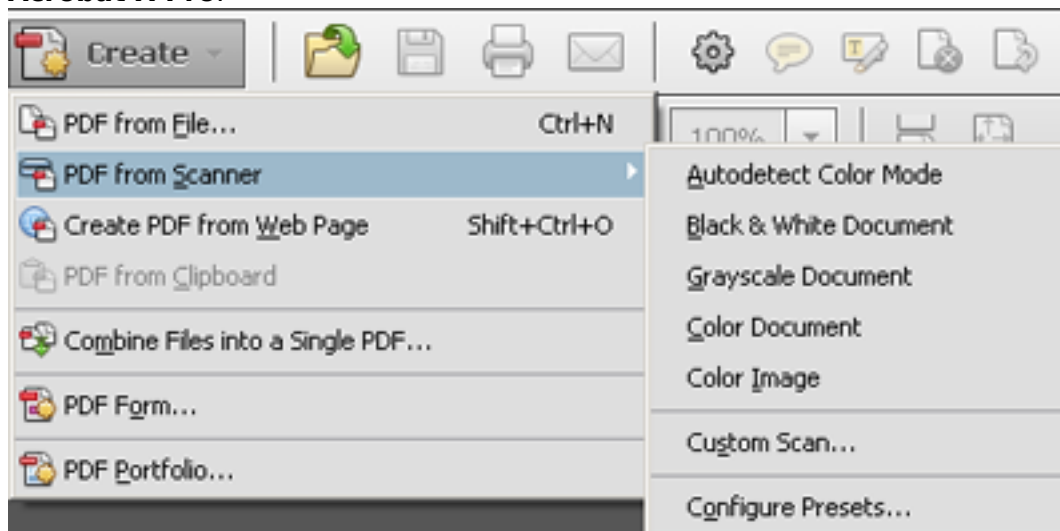 Create
100%
PDF from File... Ctrl+N
PDF from Scanner
Create PDF from Web Page Shift+Ctrl+O
PDF from Clipboard
Combine Files into a Single PDF...
PDF Form...
PDF Portfolio...
Autodetect Color Mode
Black & White Document
Grayscale Document
Color Document
Color Image
Custom Scan...
Configure Presets...